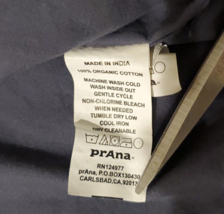 MADE IN INDIA
100% ORGANIC COTTON
MACHINE WASH COLD
WASH INSIDE OUT
GENTLE CYCLE
NON-CHLORINE BLEACH
WHEN NEEDED
TUMBLE DRY LOW
COOL IRON
DRY CLEANABLE
prAna
RN124977
prAna, P.O.BOX130430
CARLSBAD,CA.92013